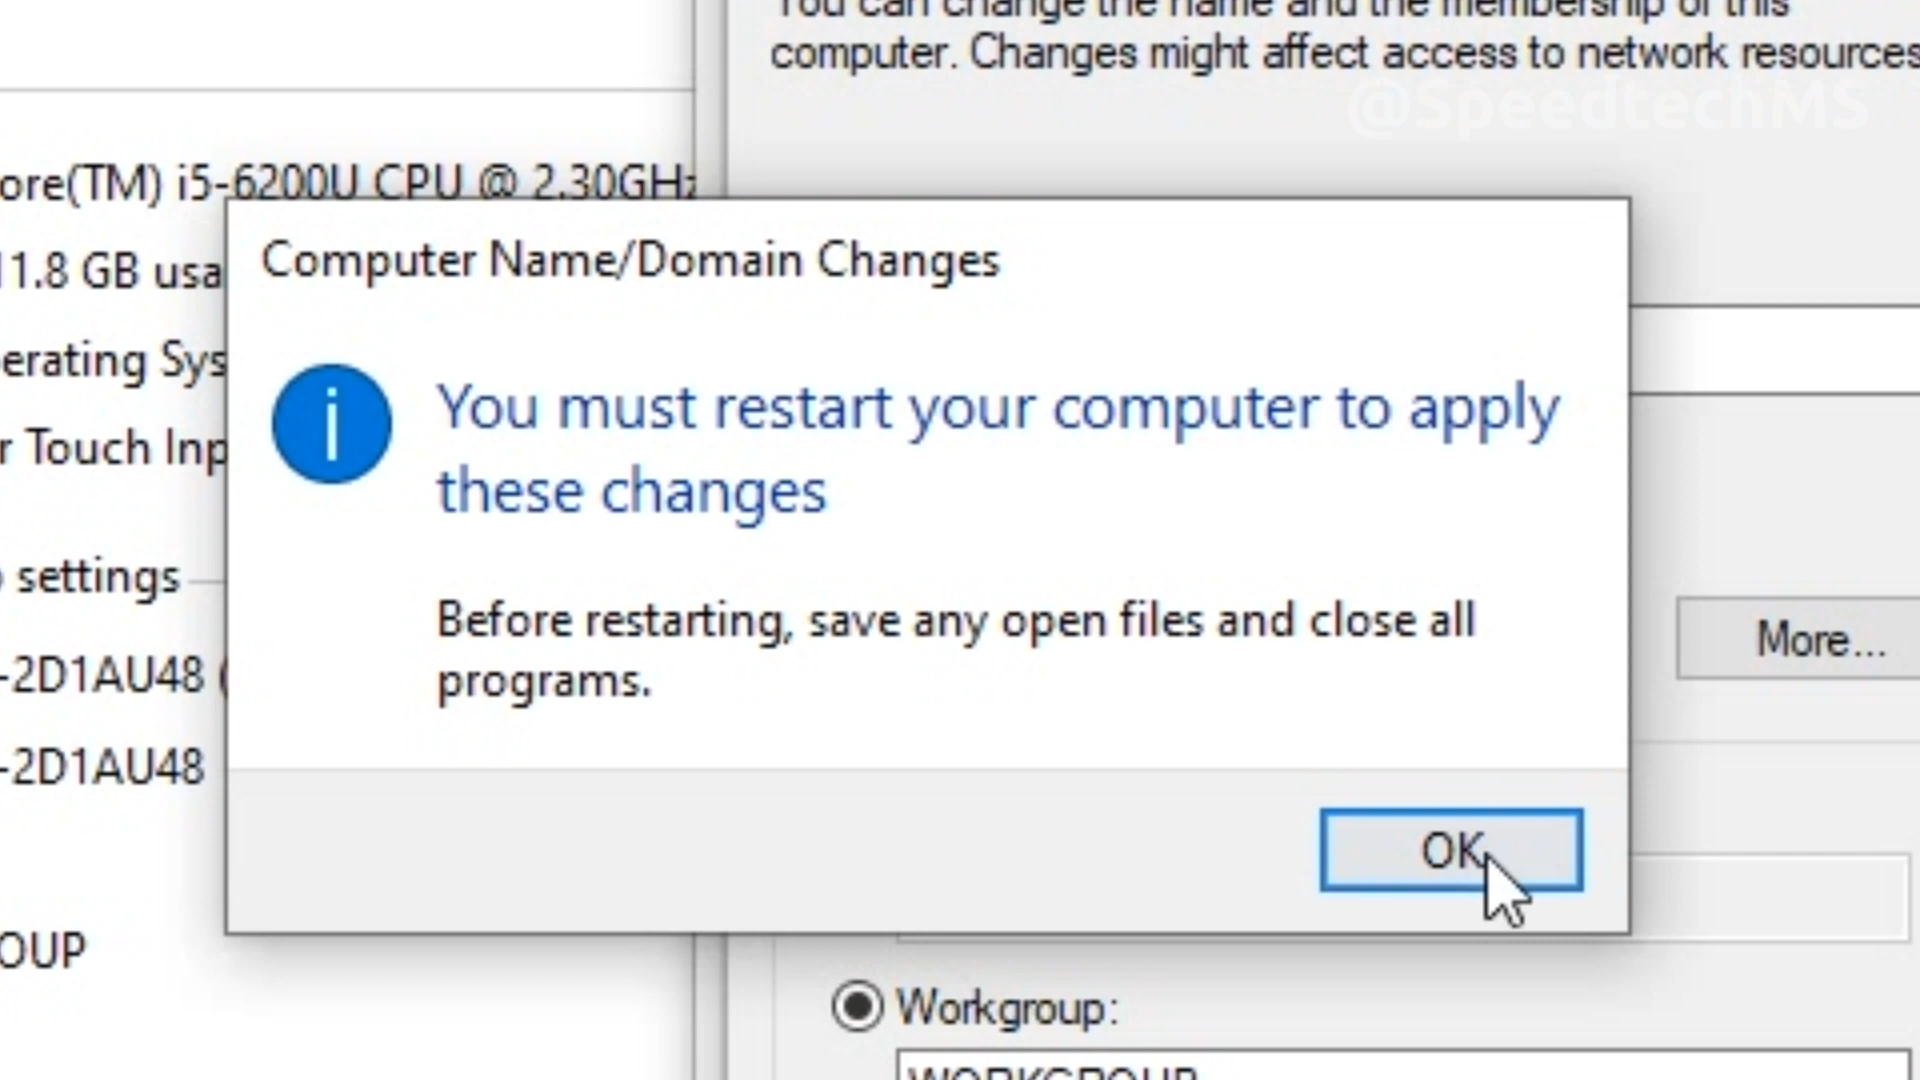 You can change the name and the membership of this
computer. Changes might affect access to network resources
@SpeedtechMS
ore(TM) i5-6200U CPU @ 2.30GHz
11.8 GB usa
Computer Name/Domain Changes
erating Sys
You must restart your computer to apply
these changes
r Touch Inp
settings
Before restarting, save any open files and close all
programs.
More...
-2D1AU48 (
-2D1AU48
OK
OUP
Workgroup:
WORKGROUP